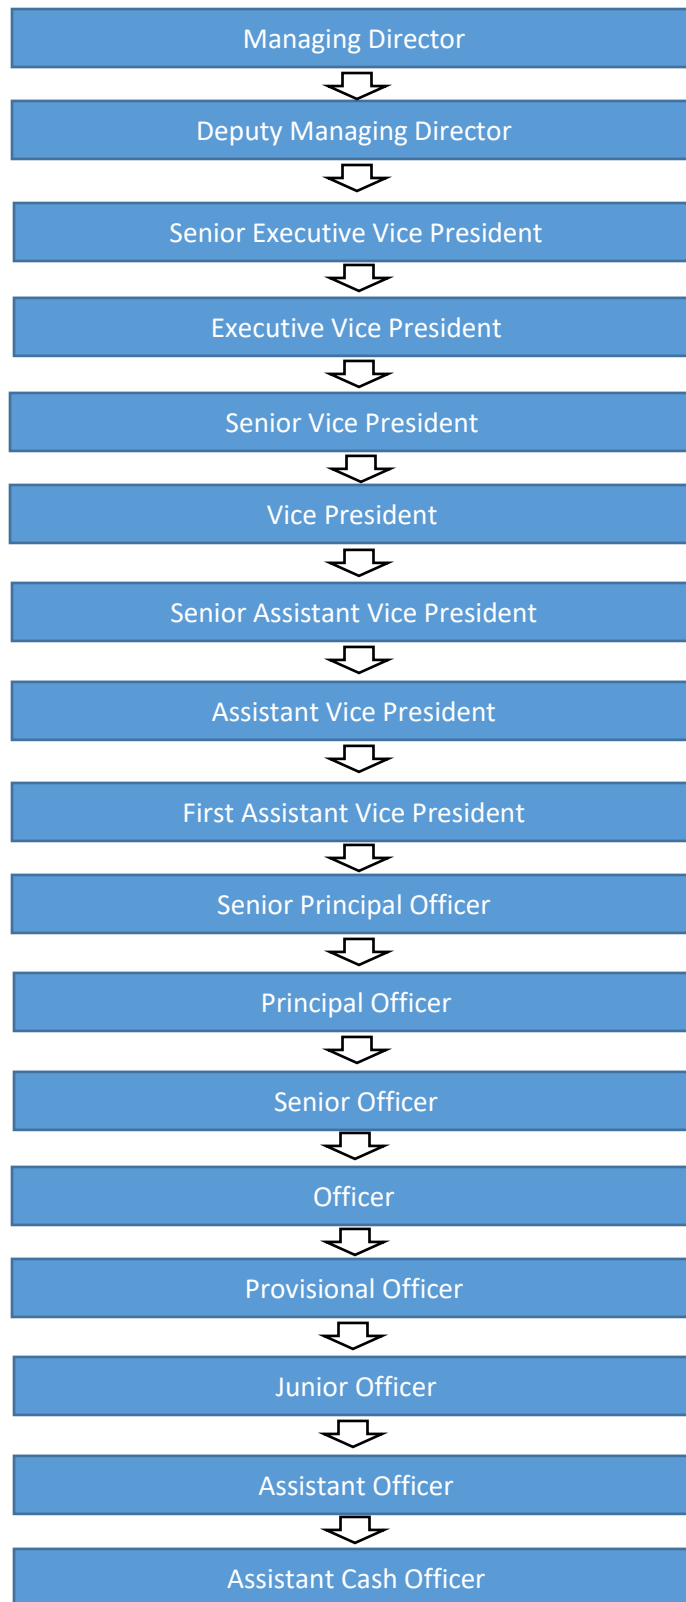 Managing Director
Deputy Managing Director
Senior Executive Vice President
Executive Vice President
Senior Vice President
Vice President
Senior Assistant Vice President
Assistant Vice President
First Assistant Vice President
Senior Principal Officer
Principal Officer
Senior Officer
Officer
Provisional Officer
Junior Officer
Assistant Officer
Assistant Cash Officer